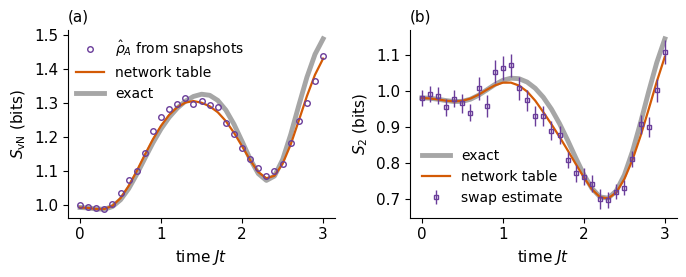 (a)
S_vN (bits)
1.5
1.4
1.3
1.2
1.1
1.0
ρ̂_A from snapshots
network table
exact
0
1
2
3
time Jt
(b)
S_2 (bits)
1.1
1.0
0.9
0.8
0.7
exact
network table
swap estimate
0
1
2
3
time Jt